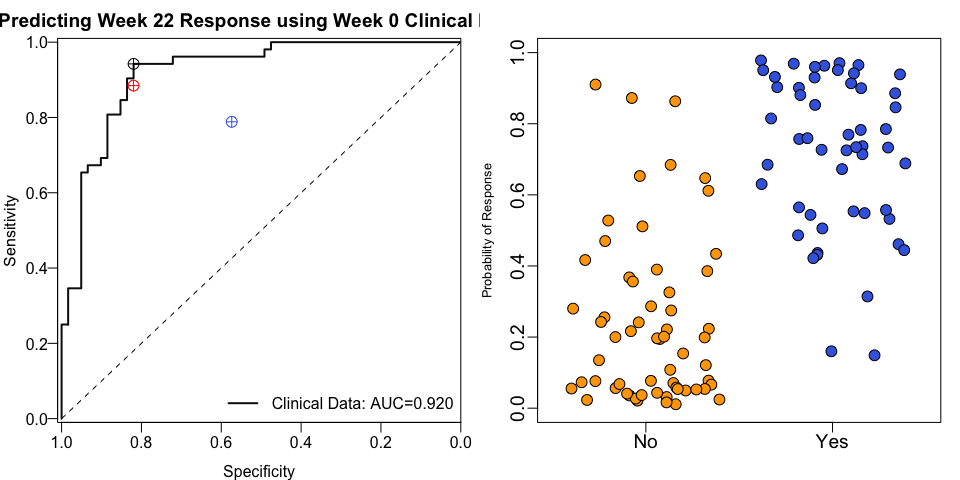 Predicting Week 22 Response using Week 0 Clinical
1.0
0.8
0.6
0.4
0.2
0.0
Sensitivity
1.0 0.8 0.6 0.4 0.2 0.0
Specificity
Clinical Data: AUC=0.920
1.0
0.8
0.6
0.4
0.2
0.0
Probability of Response
No Yes